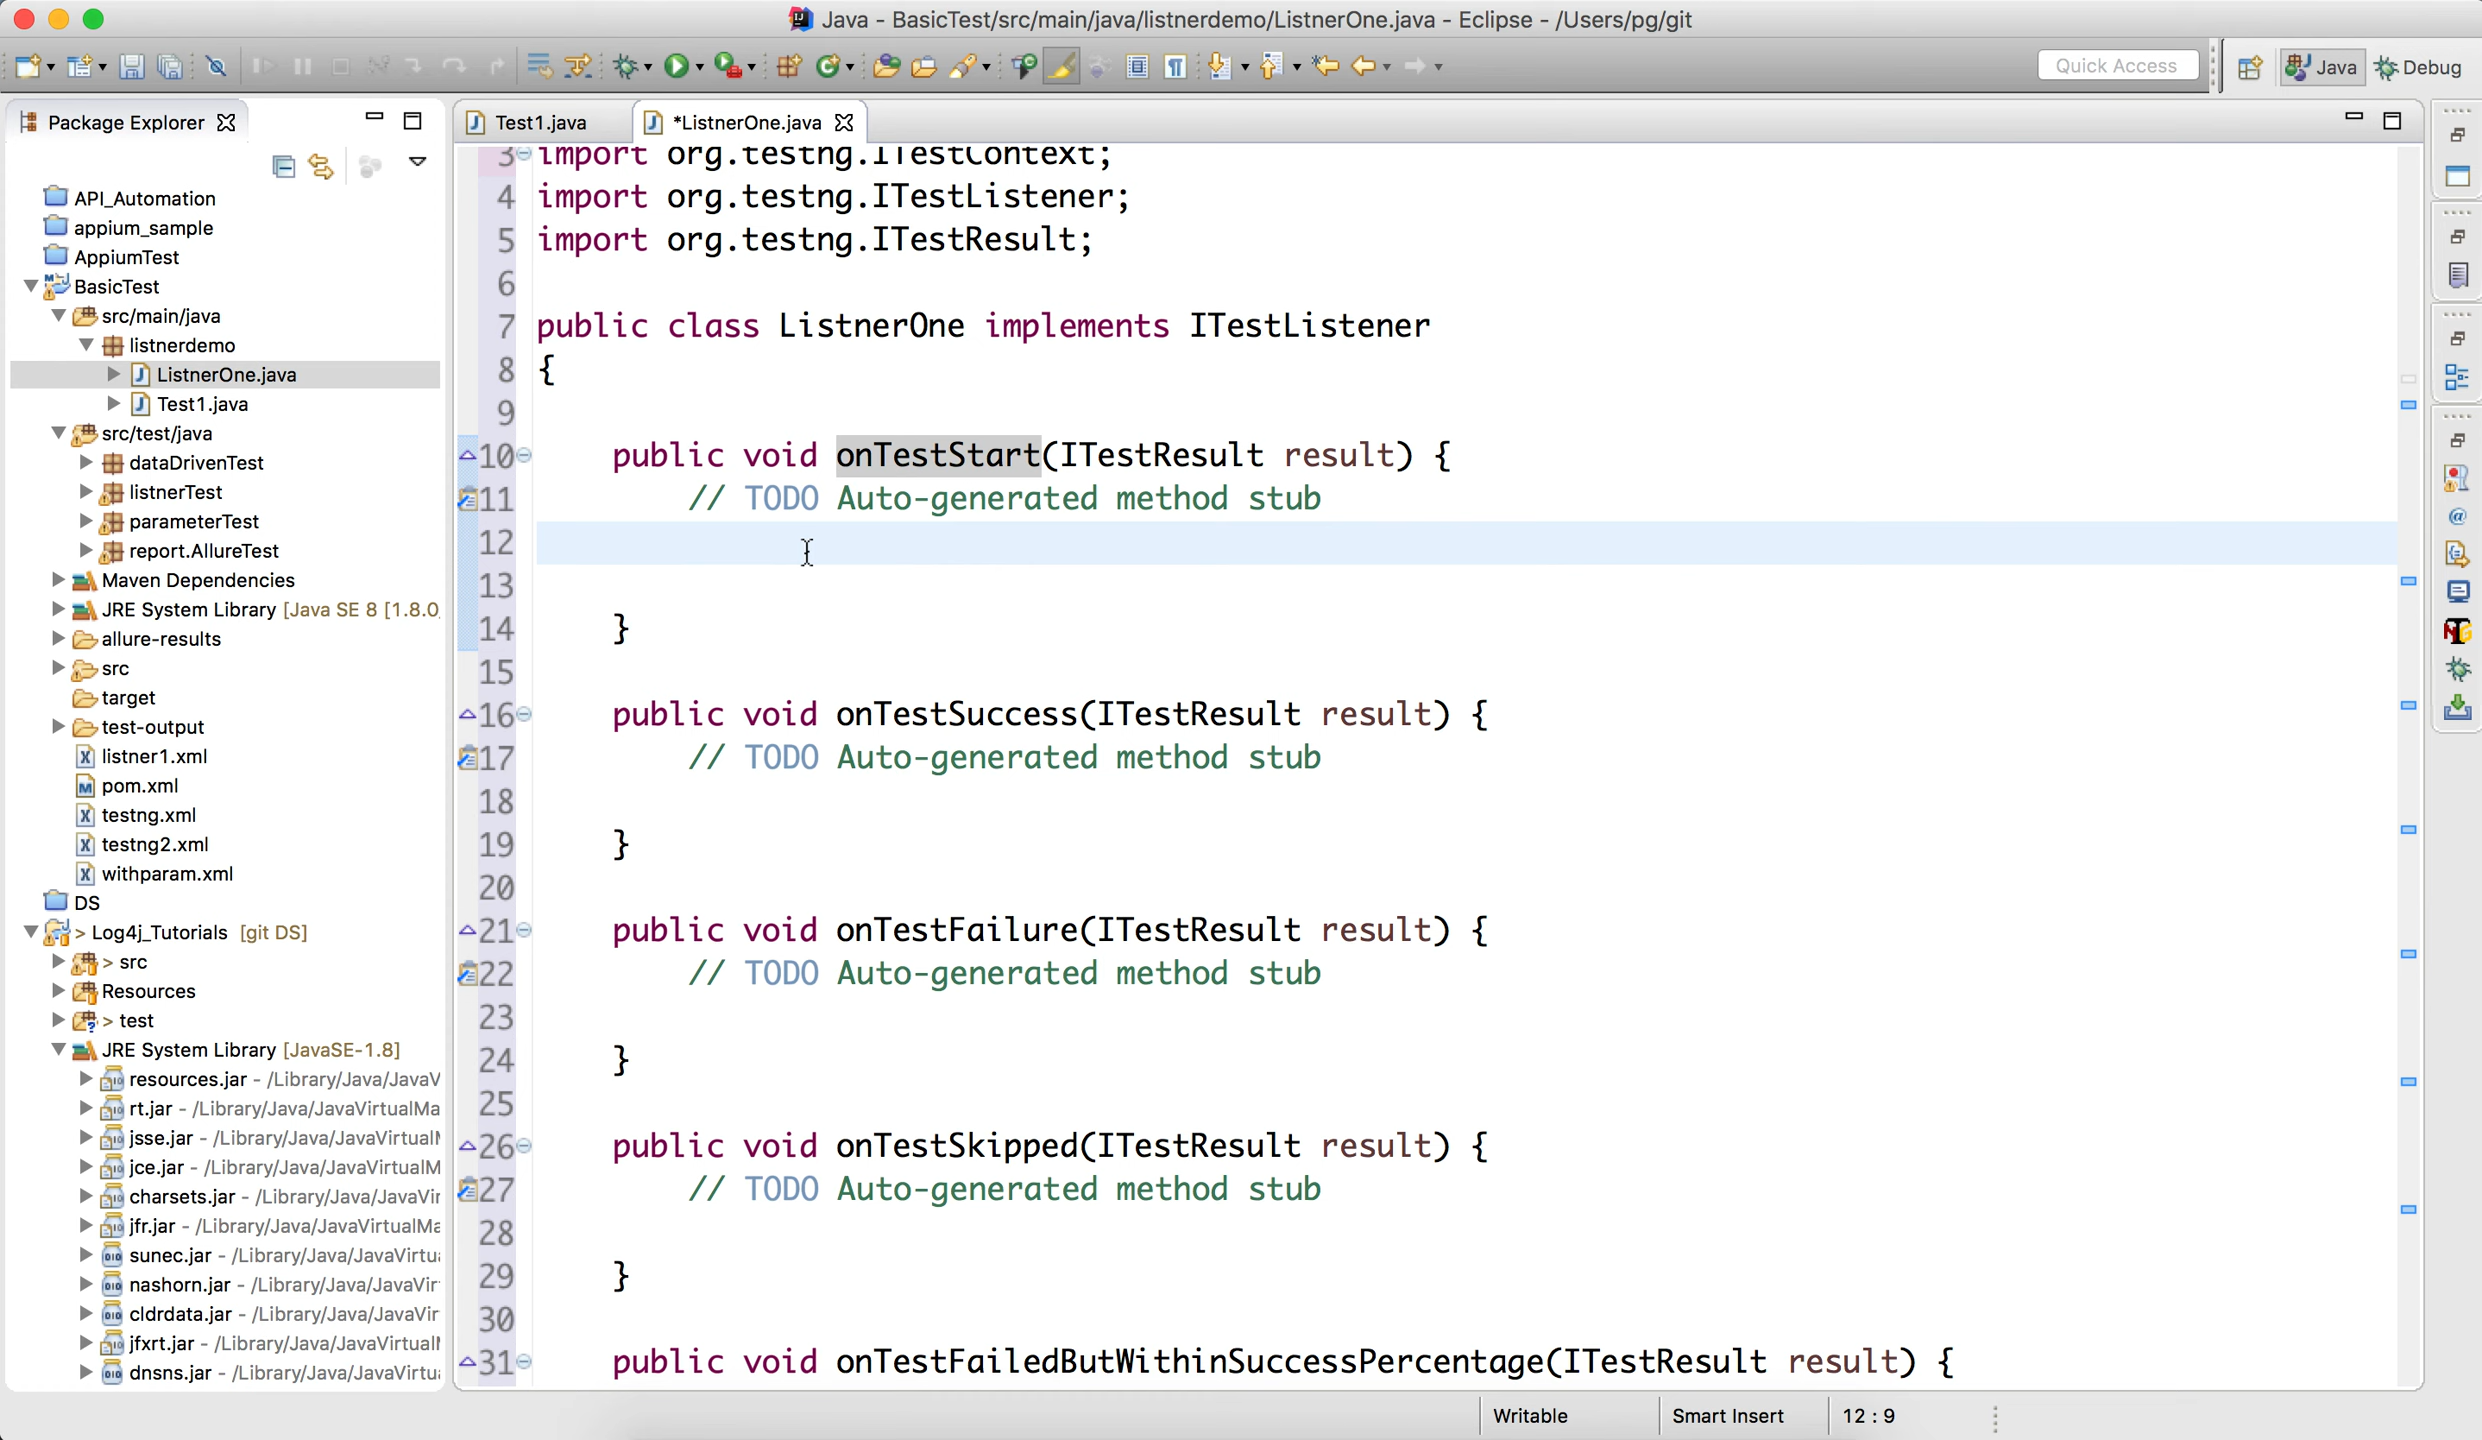 Java - BasicTest/src/main/java/listnerdemo/ListnerOne.java - Eclipse - /Users/pg/git
Quick Access
Java
Debug
Package Explorer
API_Automation
appium_sample
AppiumTest
BasicTest
src/main/java
listnerdemo
ListnerOne.java
Test1.java
src/test/java
dataDrivenTest
listnerTest
parameterTest
report.AllureTest
Maven Dependencies
JRE System Library [Java SE 8 [1.8.0
allure-results
src
target
test-output
listner1.xml
pom.xml
testng.xml
testng2.xml
withparam.xml
DS
> Log4j_Tutorials [git DS]
> src
Resources
> test
JRE System Library [JavaSE-1.8]
resources.jar - /Library/Java/JavaV
rt.jar - /Library/Java/JavaVirtualMa
jsse.jar - /Library/Java/JavaVirtual
jce.jar - /Library/Java/JavaVirtualM
charsets.jar - /Library/Java/JavaVir
jfr.jar - /Library/Java/JavaVirtualMa
sunec.jar - /Library/Java/JavaVirtu
nashorn.jar - /Library/Java/JavaVir
cldrdata.jar - /Library/Java/JavaVir
jfxrt.jar - /Library/Java/JavaVirtual
dnsns.jar - /Library/Java/JavaVirtu
Test1.java
*ListnerOne.java
3 import org.testng.ITestContext;
4 import org.testng.ITestListener;
5 import org.testng.ITestResult;
6
7 public class ListnerOne implements ITestListener
8 {
9
10 public void onTestStart(ITestResult result) {
11 // TODO Auto-generated method stub
12
13
14 }
15
16 public void onTestSuccess(ITestResult result) {
17 // TODO Auto-generated method stub
18
19 }
20
21 public void onTestFailure(ITestResult result) {
22 // TODO Auto-generated method stub
23
24 }
25
26 public void onTestSkipped(ITestResult result) {
27 // TODO Auto-generated method stub
28
29 }
30
31 public void onTestFailedButWithinSuccessPercentage(ITestResult result) {
Writable
Smart Insert
12 : 9